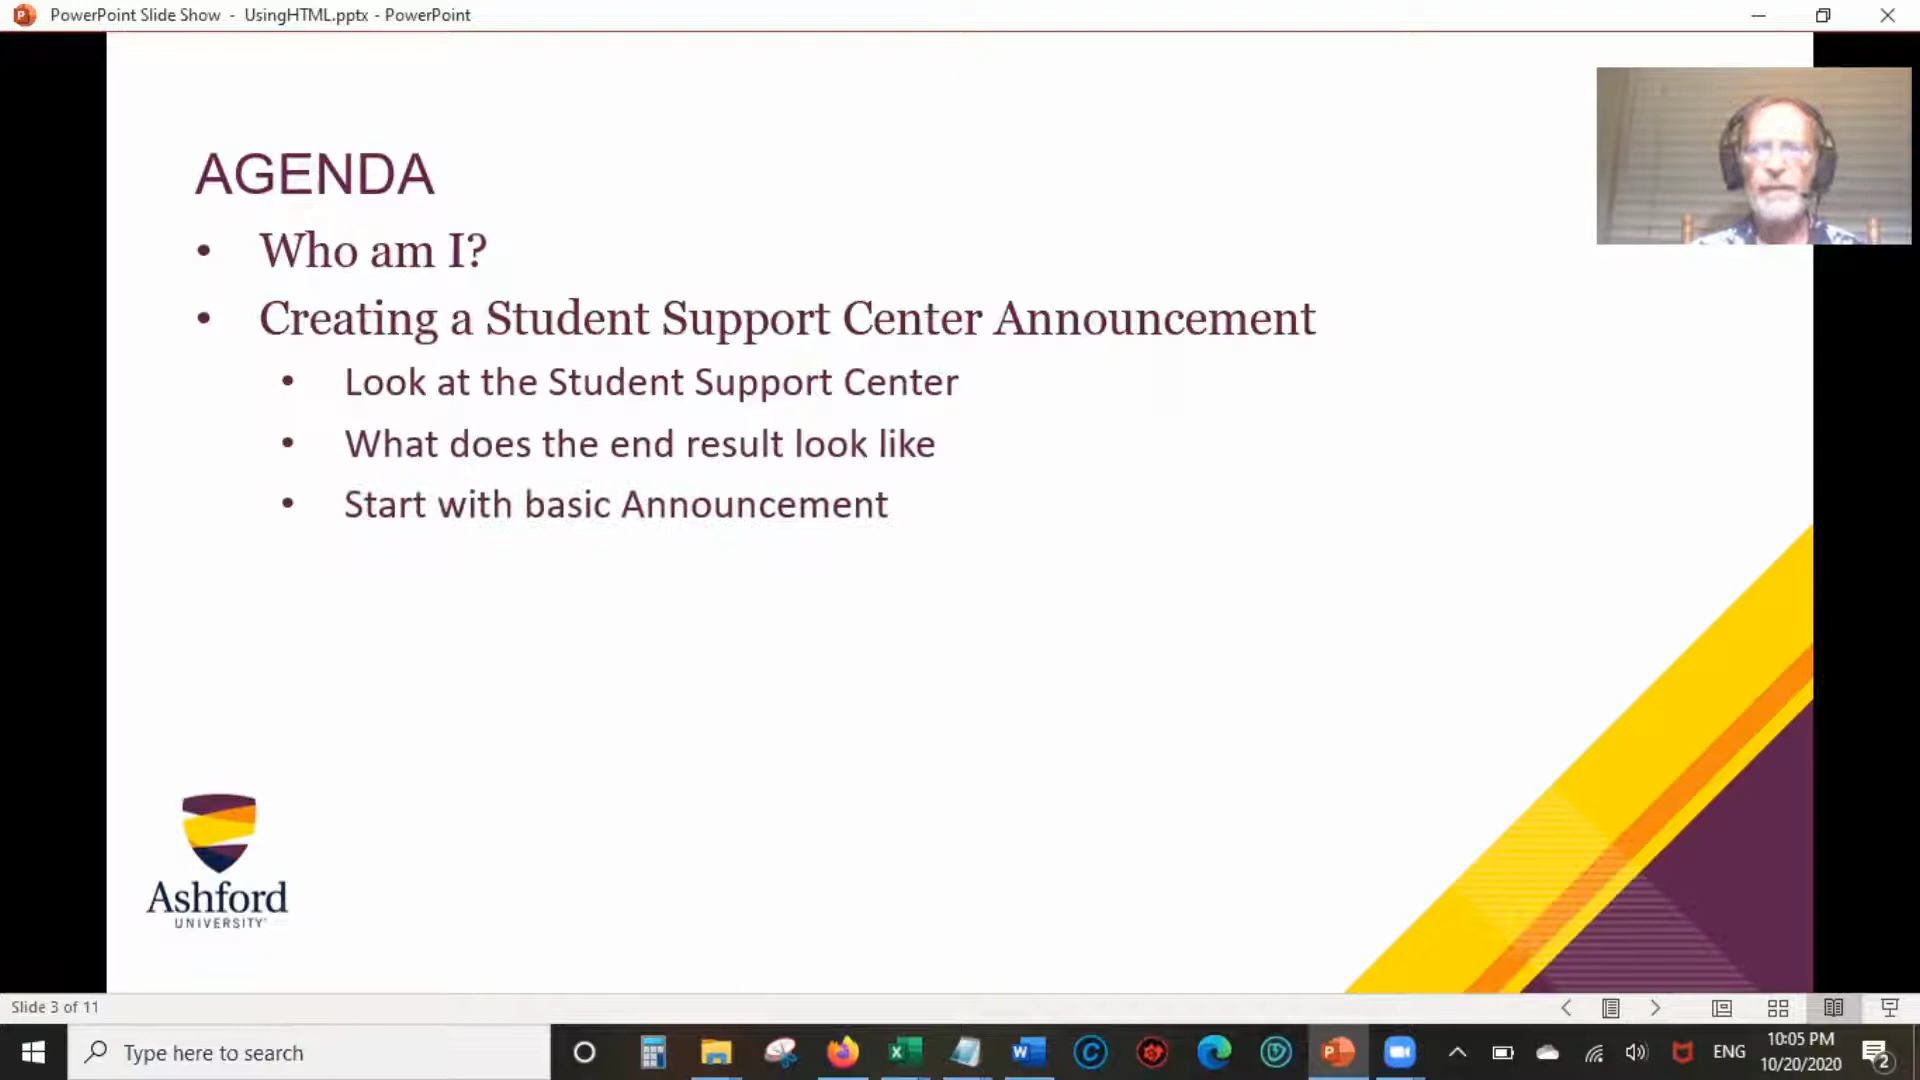 PowerPoint Slide Show - UsingHTML.pptx - PowerPoint
AGENDA
• Who am I?
• Creating a Student Support Center Announcement
• Look at the Student Support Center
• What does the end result look like
• Start with basic Announcement
Ashford
UNIVERSITY
Slide 3 of 11
Type here to search
ENG
10:05 PM
10/20/2020
2